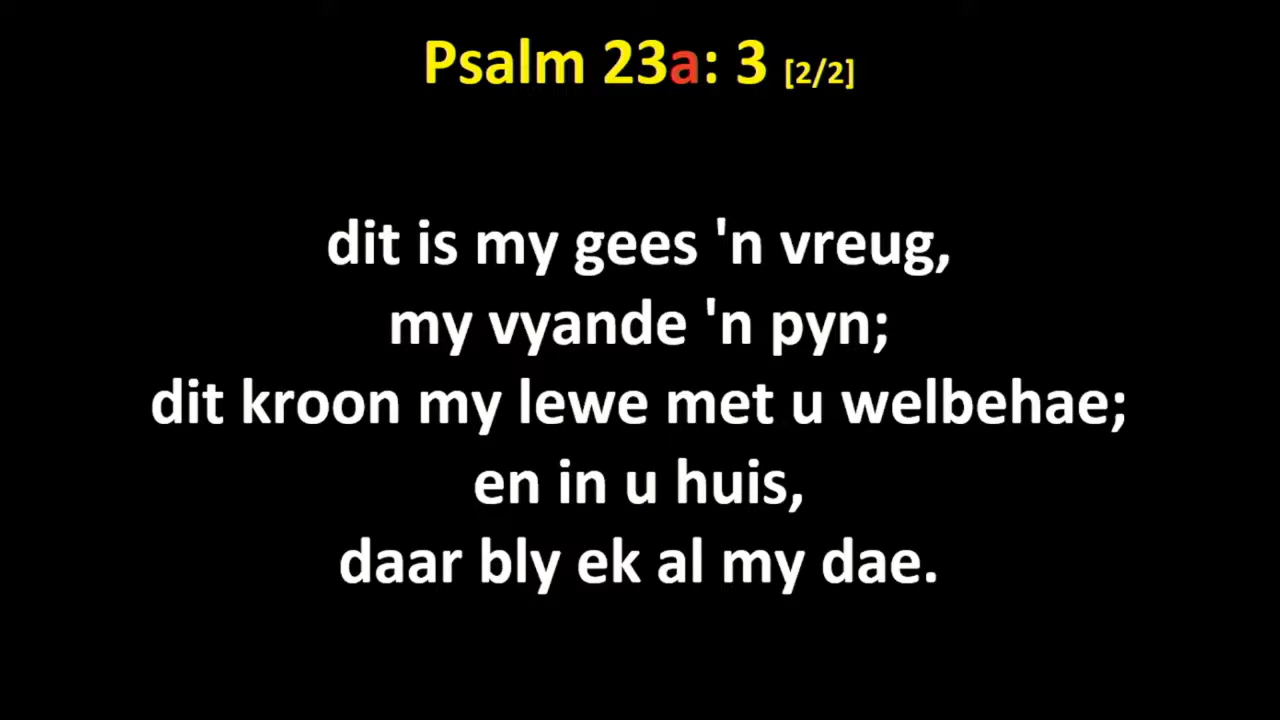 Psalm 23a: 3 [2/2]
dit is my gees 'n vreug,
my vyande 'n pyn;
dit kroon my lewe met u welbehae;
en in u huis,
daar bly ek al my dae.